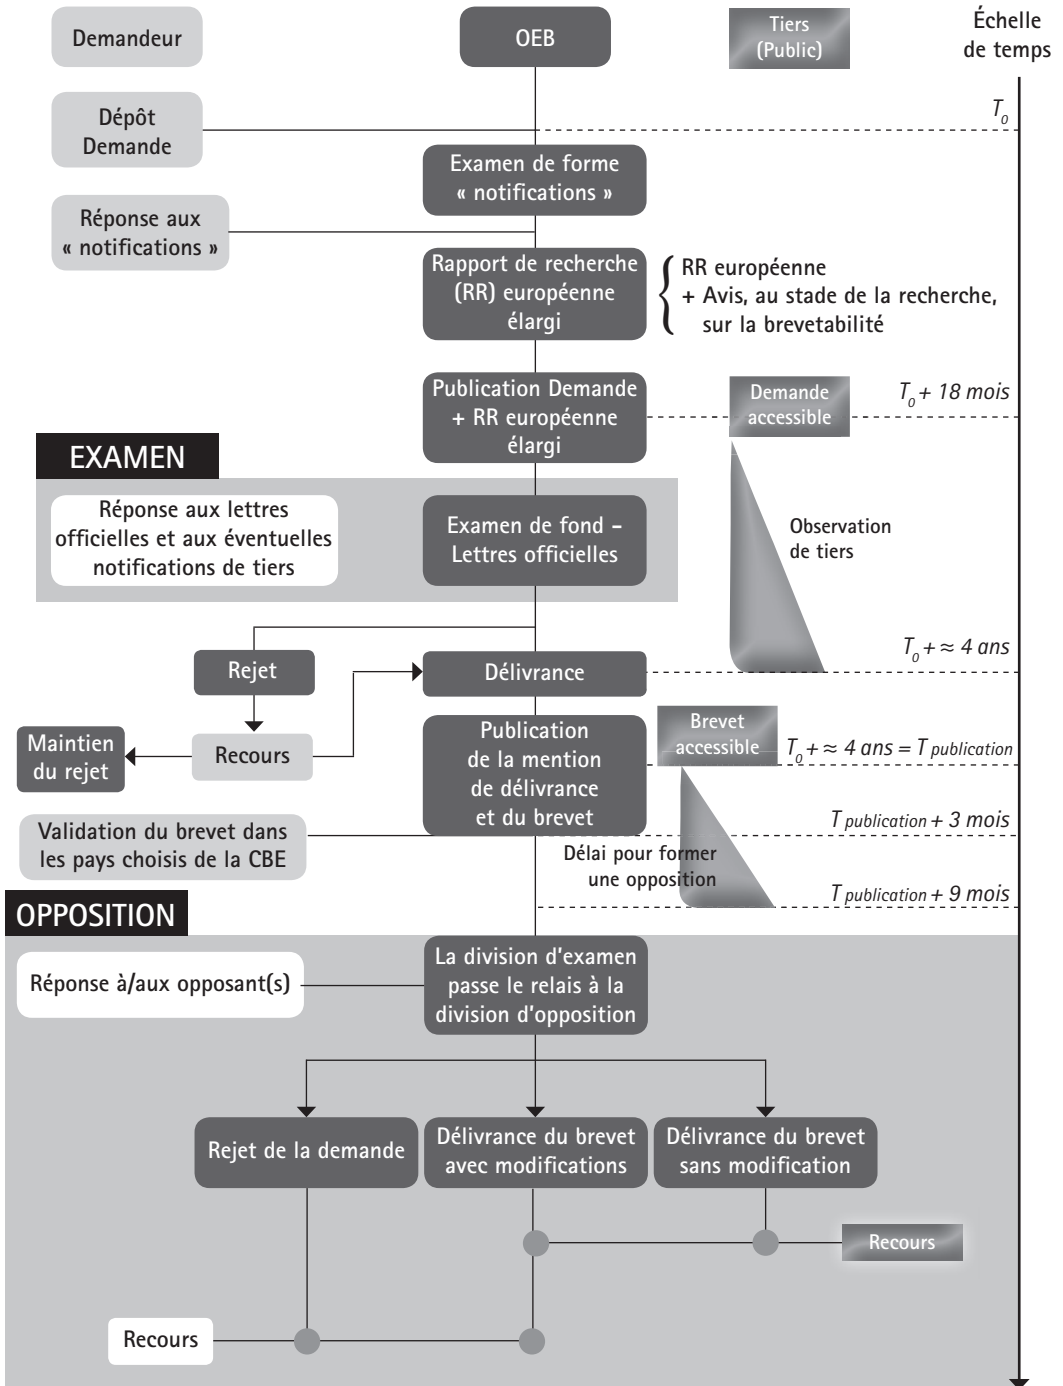 Demandeur
OEB
Tiers
(Public)
Échelle
de temps
Dépôt
Demande
T0
Examen de forme
« notifications »
Réponse aux
« notifications »
Rapport de recherche
(RR) européenne
élargi
RR européenne
+ Avis, au stade de la recherche,
sur la brevetabilité
Publication Demande
+ RR européenne
élargi
Demande
accessible
T0 + 18 mois
EXAMEN
Réponse aux lettres
officielles et aux éventuelles
notifications de tiers
Examen de fond –
Lettres officielles
Observation
de tiers
Rejet
Délivrance
T0 + ≈ 4 ans
Maintien
du rejet
Recours
Publication
de la mention
de délivrance
et du brevet
Brevet
accessible
T0 + ≈ 4 ans = T publication
Validation du brevet dans
les pays choisis de la CBE
T publication + 3 mois
Délai pour former
une opposition
T publication + 9 mois
OPPOSITION
Réponse à/aux opposant(s)
La division d'examen
passe le relais à la
division d'opposition
Rejet de la demande
Délivrance du brevet
avec modifications
Délivrance du brevet
sans modification
Recours
Recours